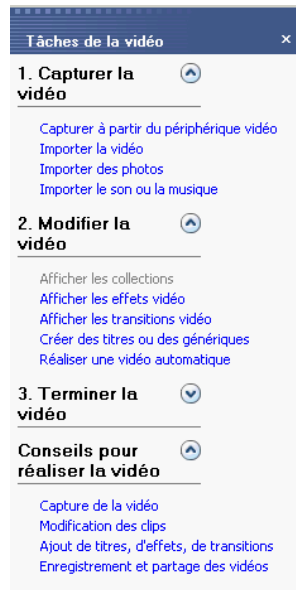 Tâches de la vidéo
1. Capturer la
vidéo
Capturer à partir du périphérique vidéo
Importer la vidéo
Importer des photos
Importer le son ou la musique
2. Modifier la
vidéo
Afficher les collections
Afficher les effets vidéo
Afficher les transitions vidéo
Créer des titres ou des génériques
Réaliser une vidéo automatique
3. Terminer la
vidéo
Conseils pour
réaliser la vidéo
Capture de la vidéo
Modification des clips
Ajout de titres, d'effets, de transitions
Enregistrement et partage des vidéos